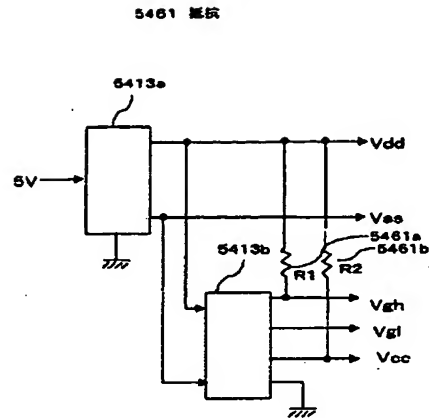 5461 抵抗
5413a
5V
Vdd
Vss
5413b
5461a
R1
R2
5461b
Vgh
Vgl
Vcc